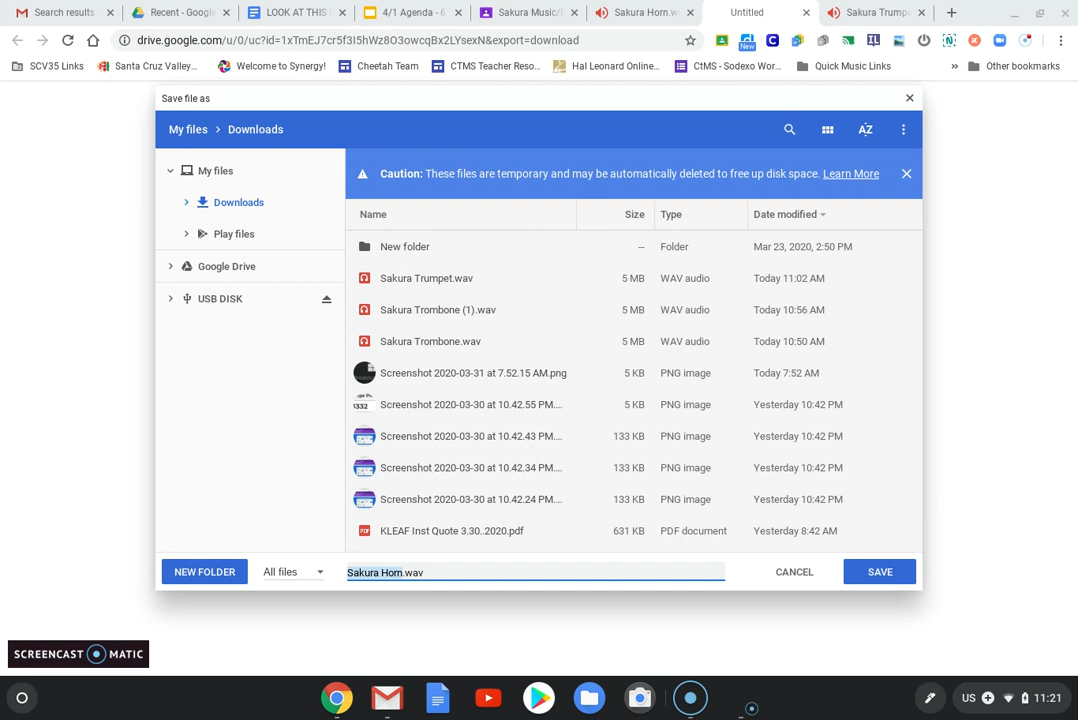 Search results
Recent - Google
LOOK AT THIS
4/1 Agenda - 6
Sakura Music/
Sakura Horn.w
Untitled
Sakura Trumpe
drive.google.com/u/0/uc?id=1xTmEJ7cr5f3I5hWz8O3owcqBx2LYsexN&export=download
New
SCV35 Links
Santa Cruz Valley...
Welcome to Synergy!
Cheetah Team
CTMS Teacher Reso...
Hal Leonard Online...
CtMS - Sodexo Wor...
Quick Music Links
»
Other bookmarks
Save file as
My files > Downloads
AZ
My files
Downloads
Play files
Google Drive
USB DISK
Caution: These files are temporary and may be automatically deleted to free up disk space. Learn More
Name Size Type Date modified
New folder -- Folder Mar 23, 2020, 2:50 PM
Sakura Trumpet.wav 5 MB WAV audio Today 11:02 AM
Sakura Trombone (1).wav 5 MB WAV audio Today 10:56 AM
Sakura Trombone.wav 5 MB WAV audio Today 10:50 AM
Screenshot 2020-03-31 at 7.52.15 AM.png 5 KB PNG image Today 7:52 AM
Screenshot 2020-03-30 at 10.42.55 PM.... 5 KB PNG image Yesterday 10:42 PM
Screenshot 2020-03-30 at 10.42.43 PM.... 133 KB PNG image Yesterday 10:42 PM
Screenshot 2020-03-30 at 10.42.34 PM.... 133 KB PNG image Yesterday 10:42 PM
Screenshot 2020-03-30 at 10.42.24 PM.... 133 KB PNG image Yesterday 10:42 PM
KLEAF Inst Quote 3.30..2020.pdf 631 KB PDF document Yesterday 8:42 AM
NEW FOLDER
All files
Sakura Horn.wav
CANCEL
SAVE
SCREENCAST MATIC
US
11:21